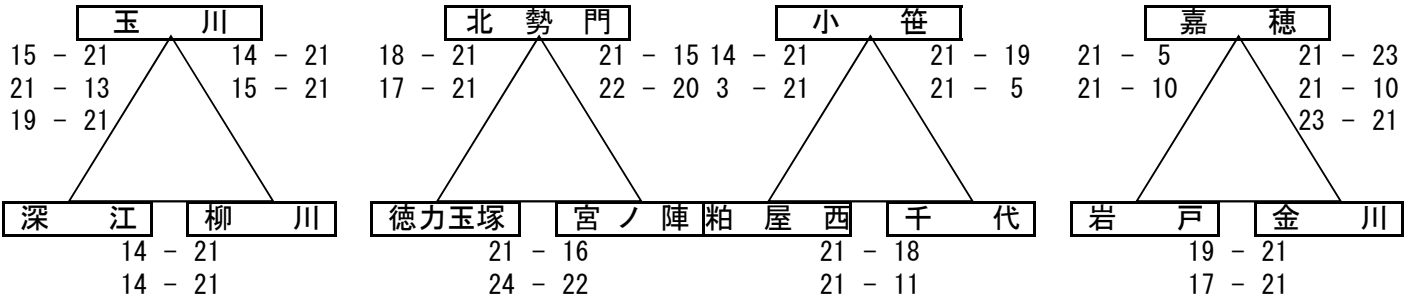 玉 川 北 勢 門 小 笹 嘉 穂
15 - 21 14 - 21 18 - 21 21 - 15 14 - 21 21 - 19 21 - 5 21 - 23
21 - 13 15 - 21 17 - 21 22 - 20 3 - 21 21 - 5 21 - 10 21 - 10
19 - 21 23 - 21
深 江 柳 川 徳力玉塚 宮 ノ 陣 粕 屋 西 千 代 岩 戸 金 川
14 - 21 21 - 16 21 - 18 19 - 21
14 - 21 24 - 22 21 - 11 17 - 21